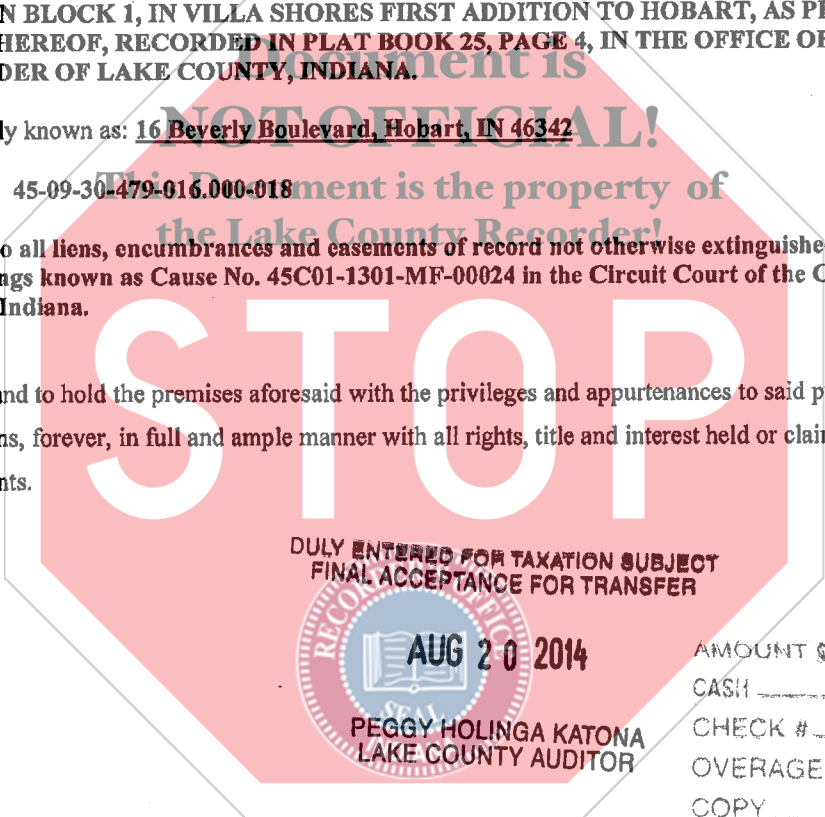 N BLOCK 1, IN VILLA SHORES FIRST ADDITION TO HOBART, AS P
HEREOF, RECORDED IN PLAT BOOK 25, PAGE 4, IN THE OFFICE OF
DER OF LAKE COUNTY, INDIANA.
Document is
NOT OFFICIAL!
ly known as: 16 Beverly Boulevard, Hobart, IN 46342
This Document is the property of
45-09-30-479-016.000-018
the Lake County Recorder!
o all liens, encumbrances and easements of record not otherwise extinguishe
ngs known as Cause No. 45C01-1301-MF-00024 in the Circuit Court of the C
Indiana.
STOP
nd to hold the premises aforesaid with the privileges and appurtenances to said p
ns, forever, in full and ample manner with all rights, title and interest held or clai
nts.
DULY ENTERED FOR TAXATION SUBJECT
FINAL ACCEPTANCE FOR TRANSFER
AUG 20 2014
SEAL
PEGGY HOLINGA KATONA
LAKE COUNTY AUDITOR
AMOUNT $
CASH
CHECK #
OVERAGE
COPY